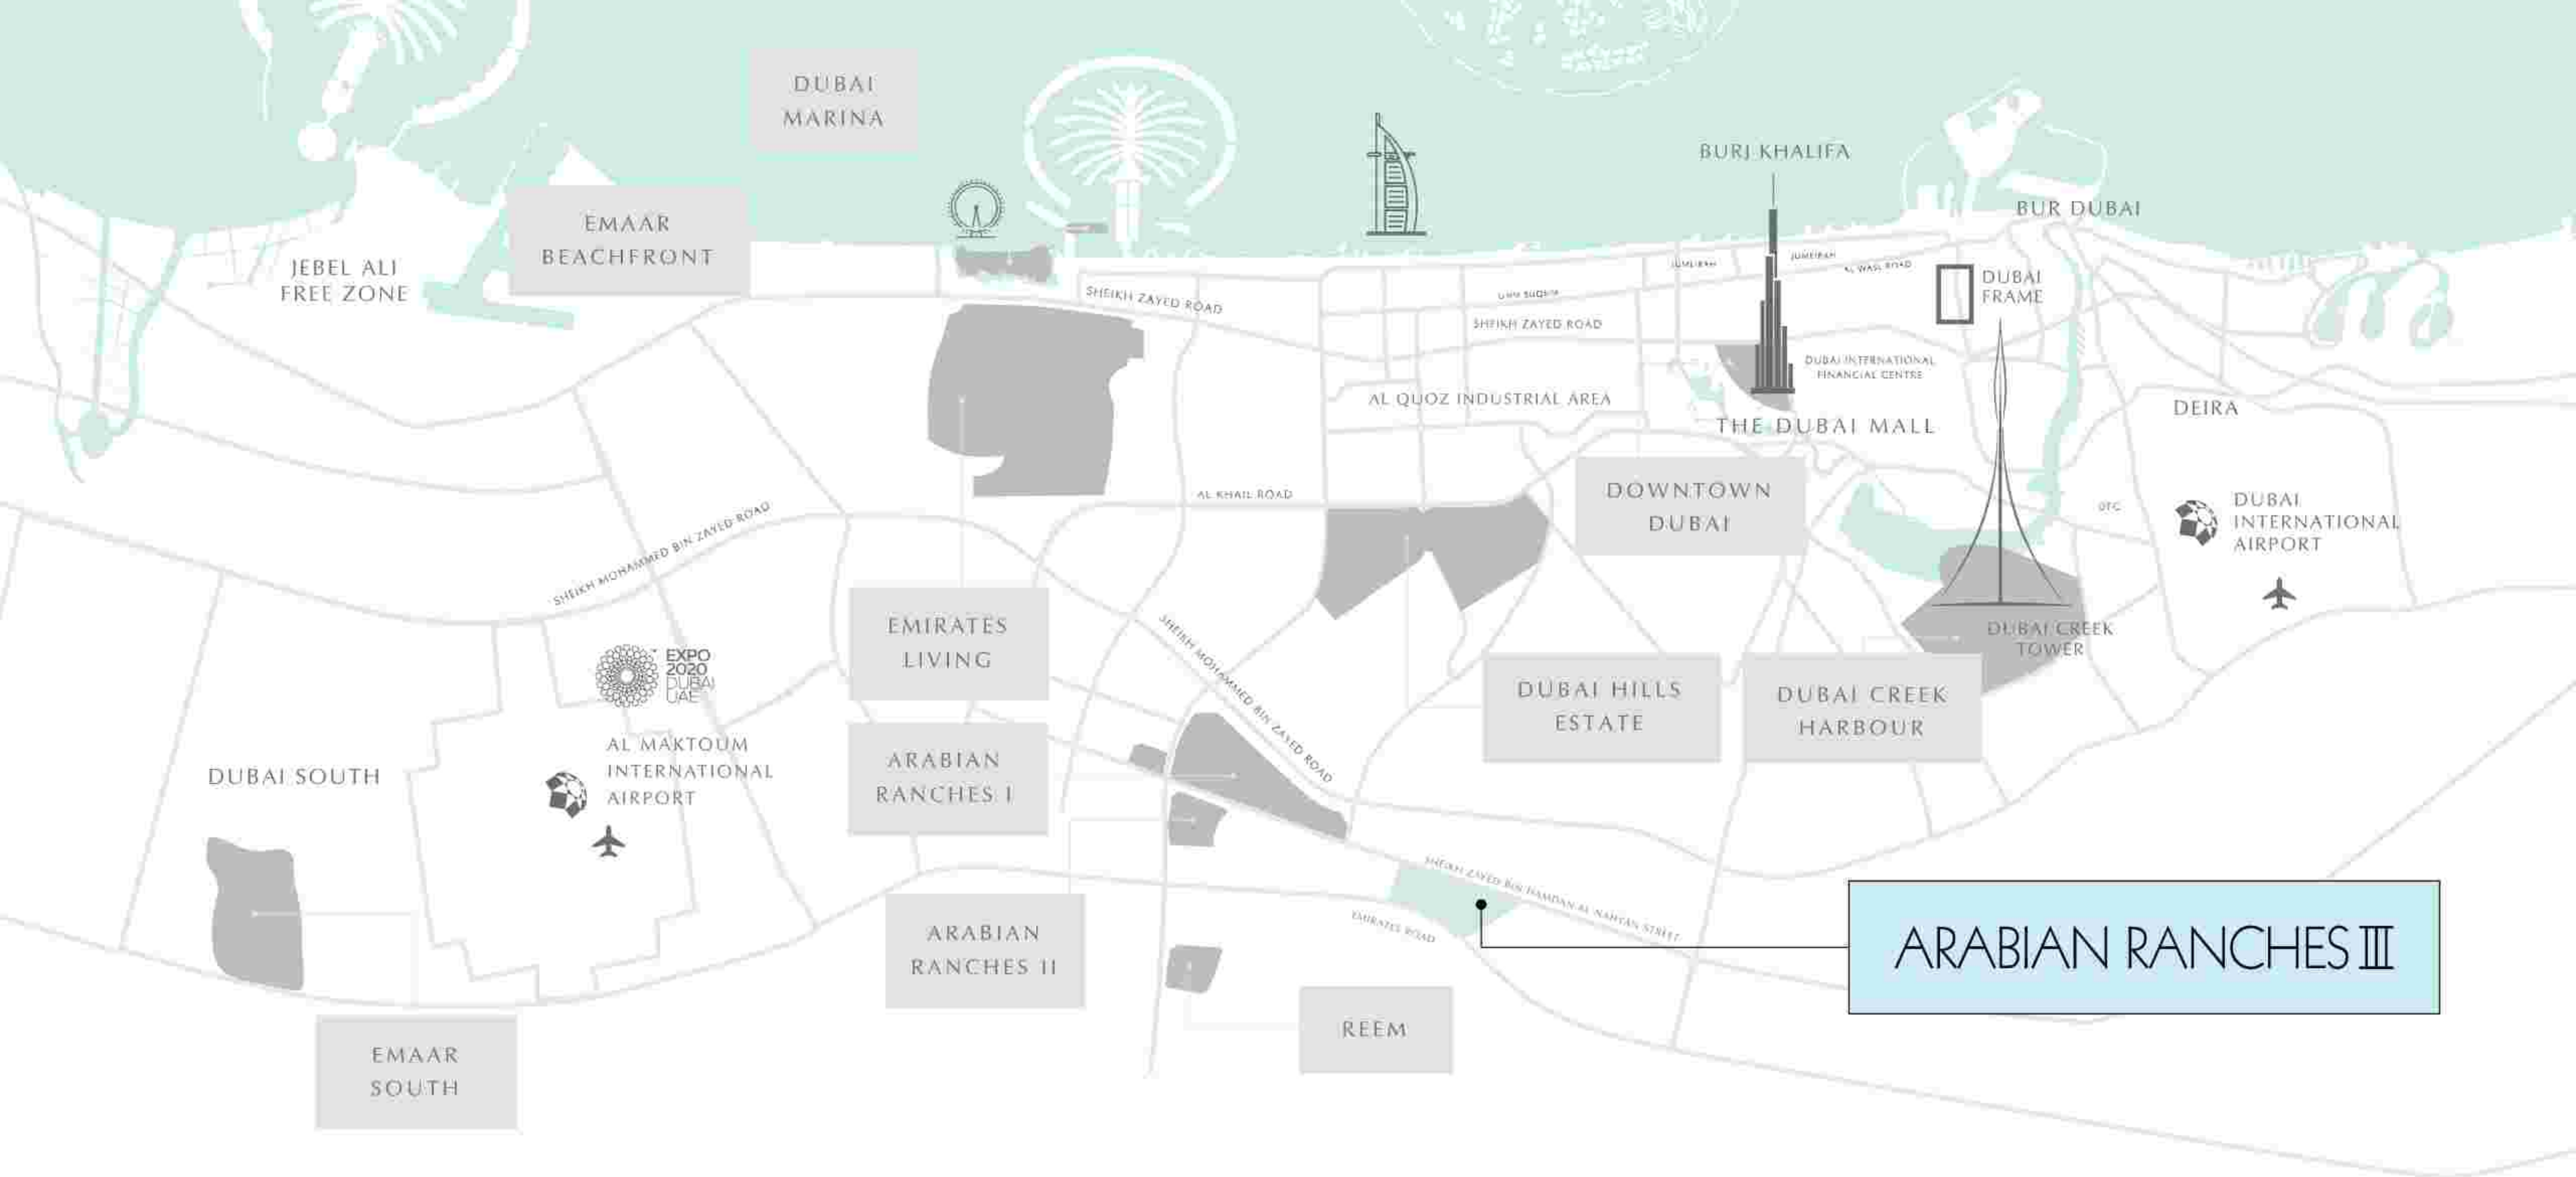 DUBAI
MARINA
BURJ KHALIFA
EMAAR
BEACHFRONT
BUR DUBAI
JEBEL ALI
FREE ZONE
SHEIKH ZAYED ROAD
JUMEIRAH
JUMEIRAH
AL WASL ROAD
DUBAI
FRAME
UMM SUQEIM
SHEIKH ZAYED ROAD
DUBAI INTERNATIONAL
FINANCIAL CENTRE
AL QUOZ INDUSTRIAL AREA
THE DUBAI MALL
DEIRA
DOWNTOWN
DUBAI
AL KHAIL ROAD
DUBAI
INTERNATIONAL
AIRPORT
SHEIKH MOHAMMED BIN ZAYED ROAD
EMIRATES
LIVING
SHEIKH MOHAMMED BIN ZAYED ROAD
DUBAI CREEK
TOWER
EXPO
2020
DUBAI
UAE
DUBAI HILLS
ESTATE
DUBAI CREEK
HARBOUR
AL MAKTOUM
INTERNATIONAL
AIRPORT
DUBAI SOUTH
ARABIAN
RANCHES I
SHEIKH ZAYED BIN HAMDAN AL NAHYAN STREET
EMIRATES ROAD
ARABIAN
RANCHES II
ARABIAN RANCHES III
REEM
EMAAR
SOUTH